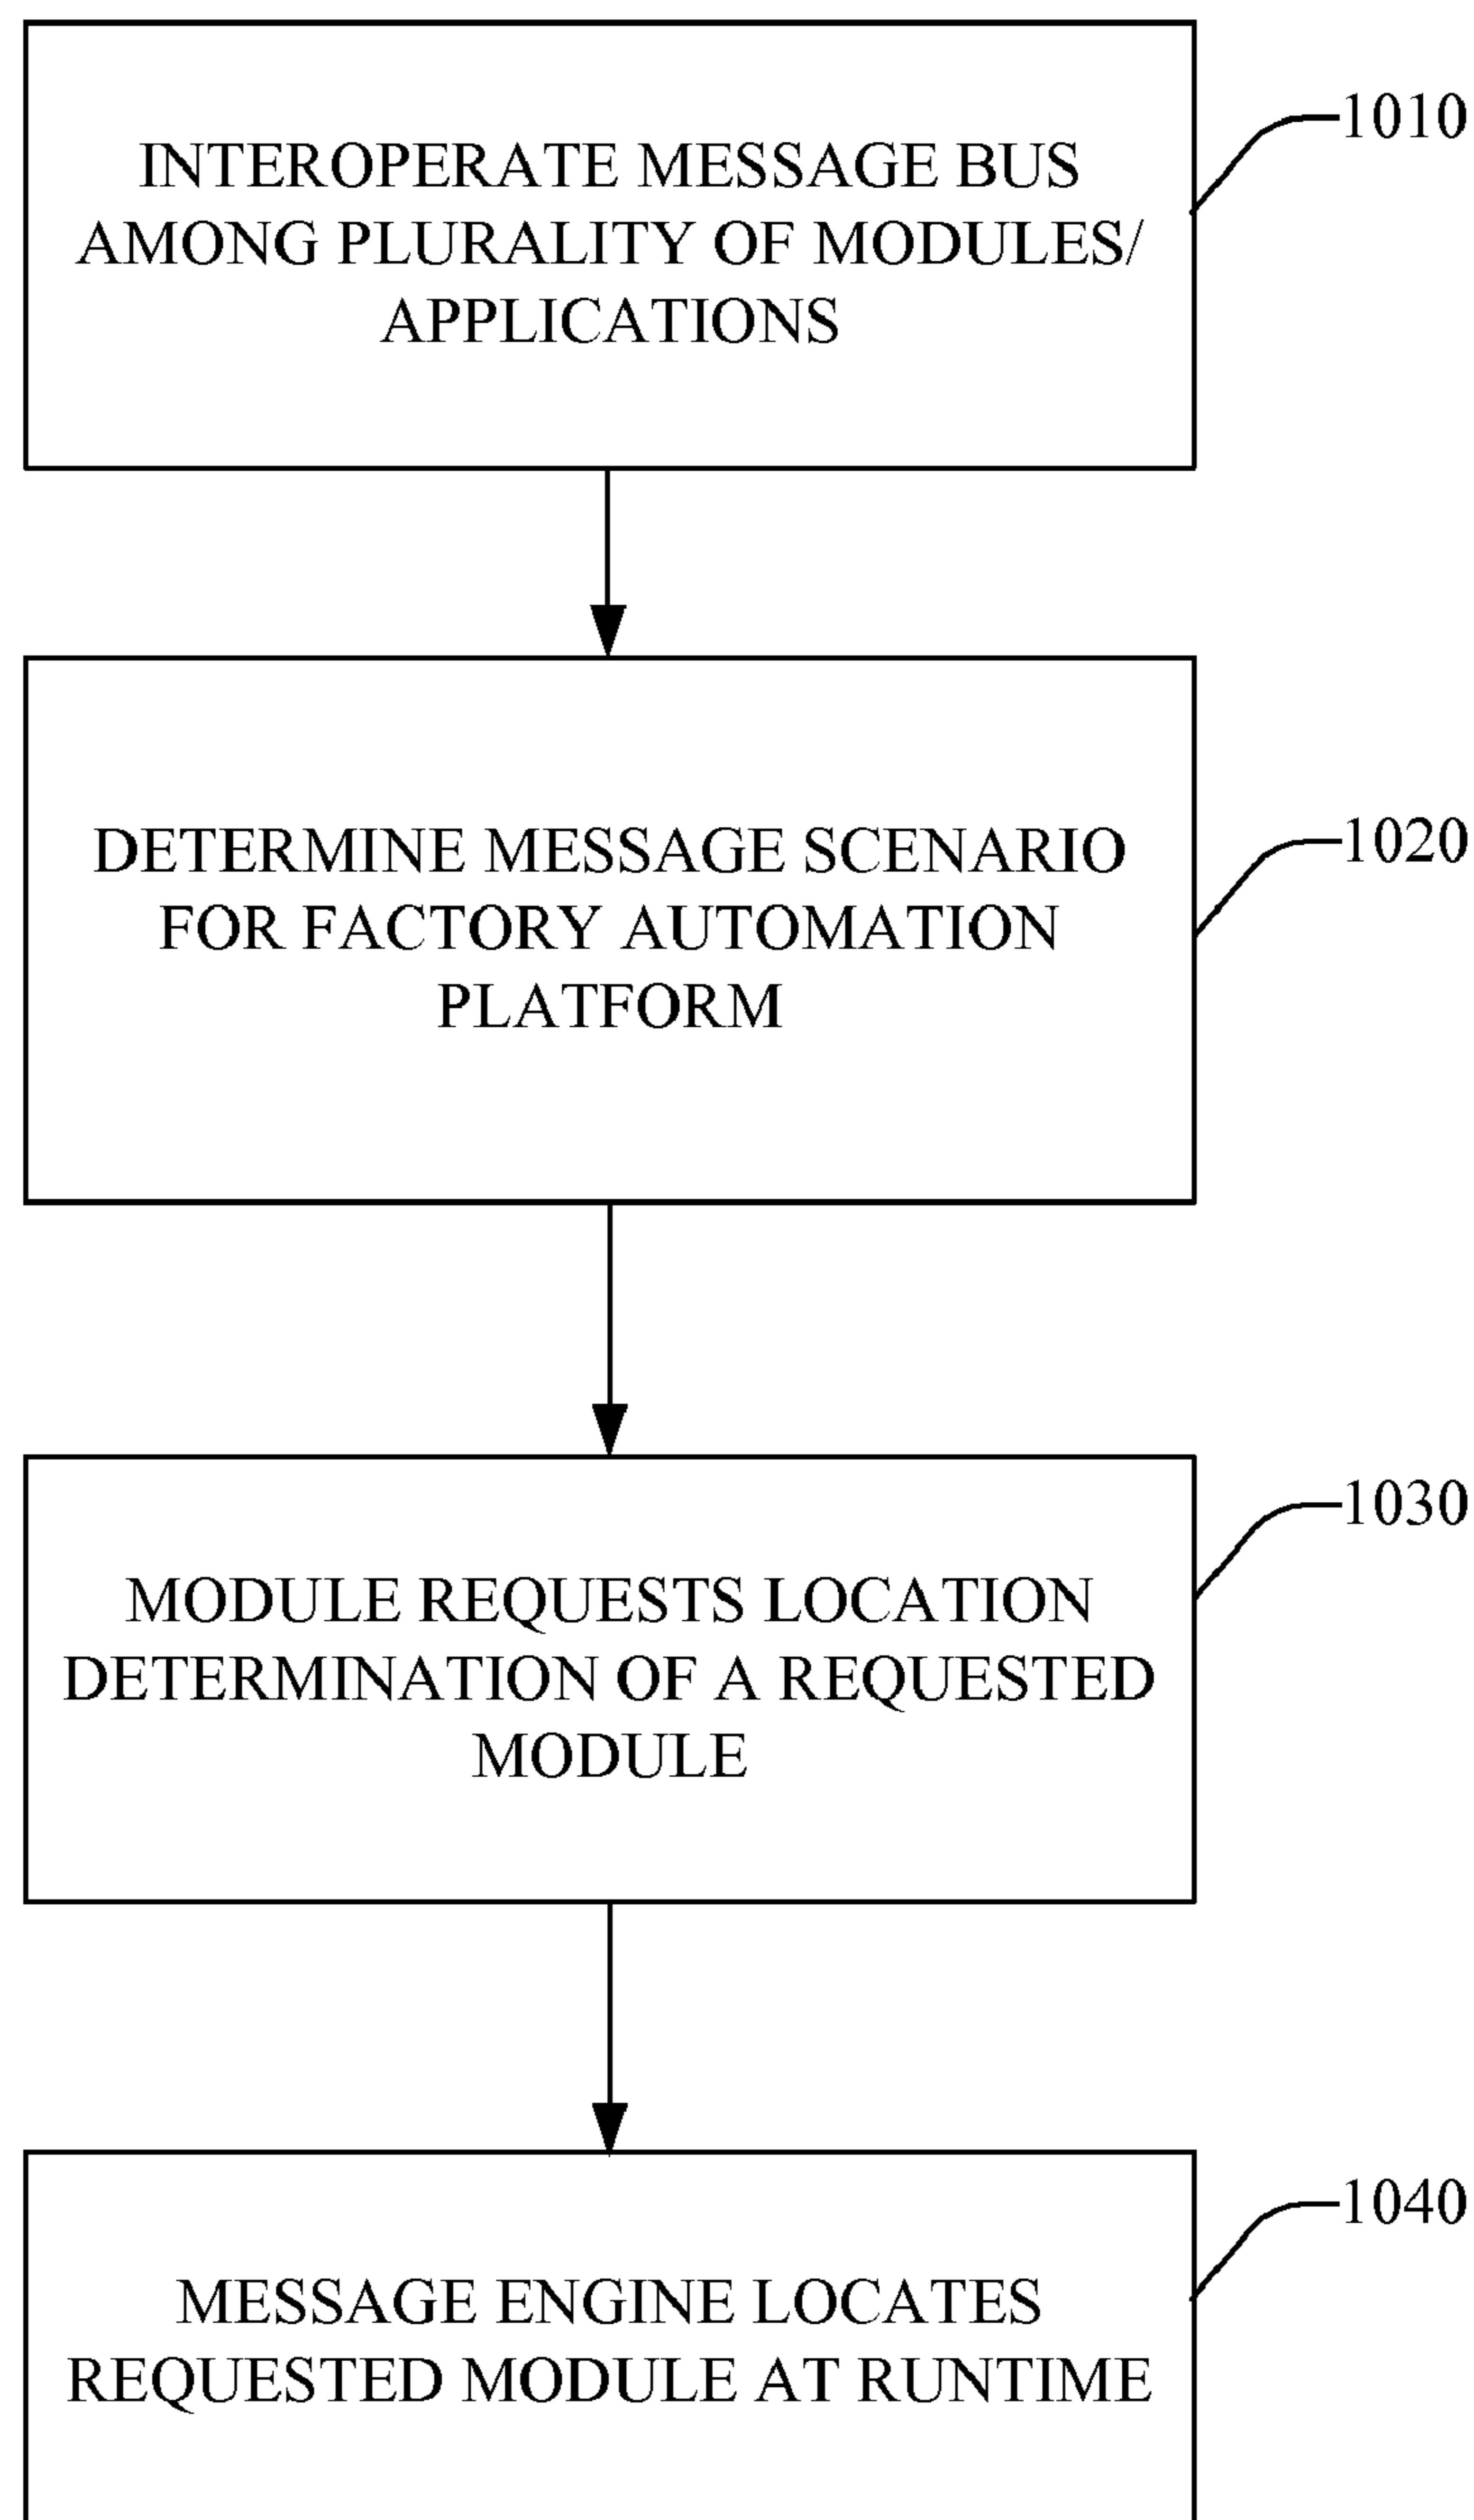 INTEROPERATE MESSAGE BUS
AMONG PLURALITY OF MODULES/
APPLICATIONS
1010
DETERMINE MESSAGE SCENARIO
FOR FACTORY AUTOMATION
PLATFORM
1020
MODULE REQUESTS LOCATION
DETERMINATION OF A REQUESTED
MODULE
1030
MESSAGE ENGINE LOCATES
REQUESTED MODULE AT RUNTIME
1040